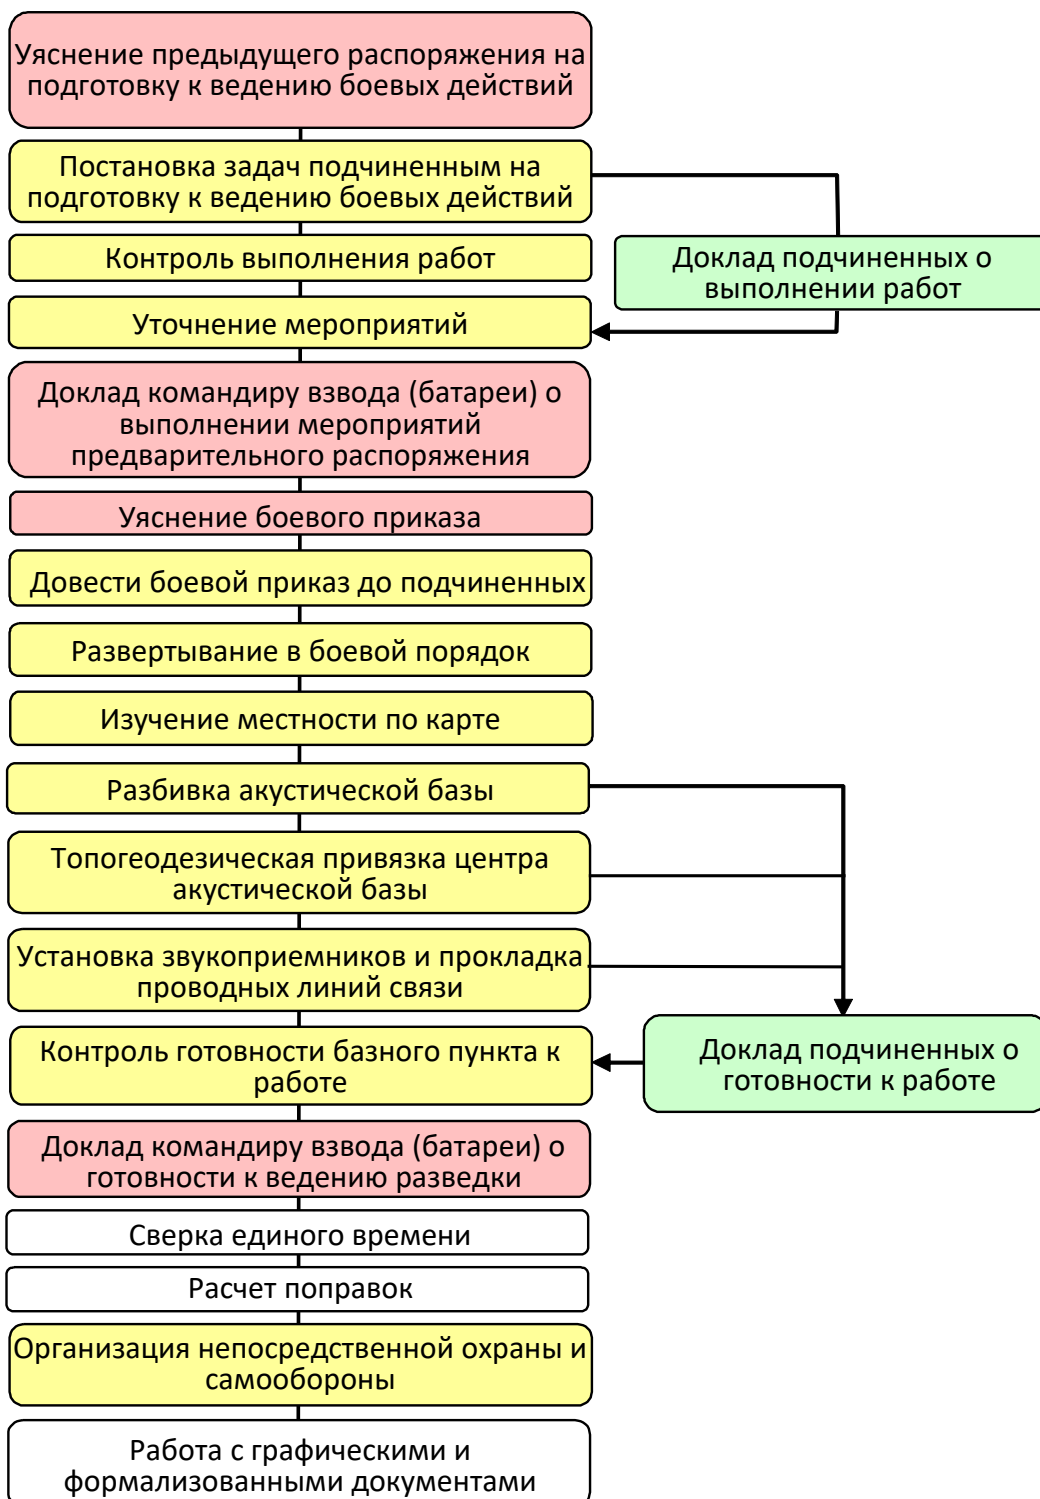 Уяснение предыдущего распоряжения на
подготовку к ведению боевых действий
Постановка задач подчиненным на
подготовку к ведению боевых действий
Контроль выполнения работ
Доклад подчиненных о
выполнении работ
Уточнение мероприятий
Доклад командиру взвода (батареи) о
выполнении мероприятий
предварительного распоряжения
Уяснение боевого приказа
Довести боевой приказ до подчиненных
Развертывание в боевой порядок
Изучение местности по карте
Разбивка акустической базы
Топогеодезическая привязка центра
акустической базы
Установка звукоприемников и прокладка
проводных линий связи
Контроль готовности базного пункта к
работе
Доклад подчиненных о
готовности к работе
Доклад командиру взвода (батареи) о
готовности к ведению разведки
Сверка единого времени
Расчет поправок
Организация непосредственной охраны и
самообороны
Работа с графическими и
формализованными документами